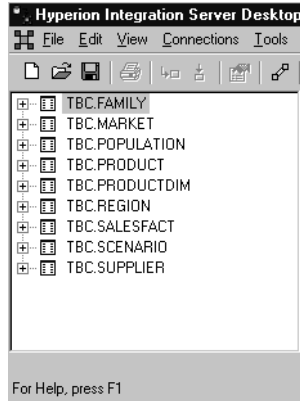 Hyperion Integration Server Desktop
File Edit View Connections Tools
TBC.FAMILY
TBC.MARKET
TBC.POPULATION
TBC.PRODUCT
TBC.PRODUCTDIM
TBC.REGION
TBC.SALESFACT
TBC.SCENARIO
TBC.SUPPLIER
For Help, press F1